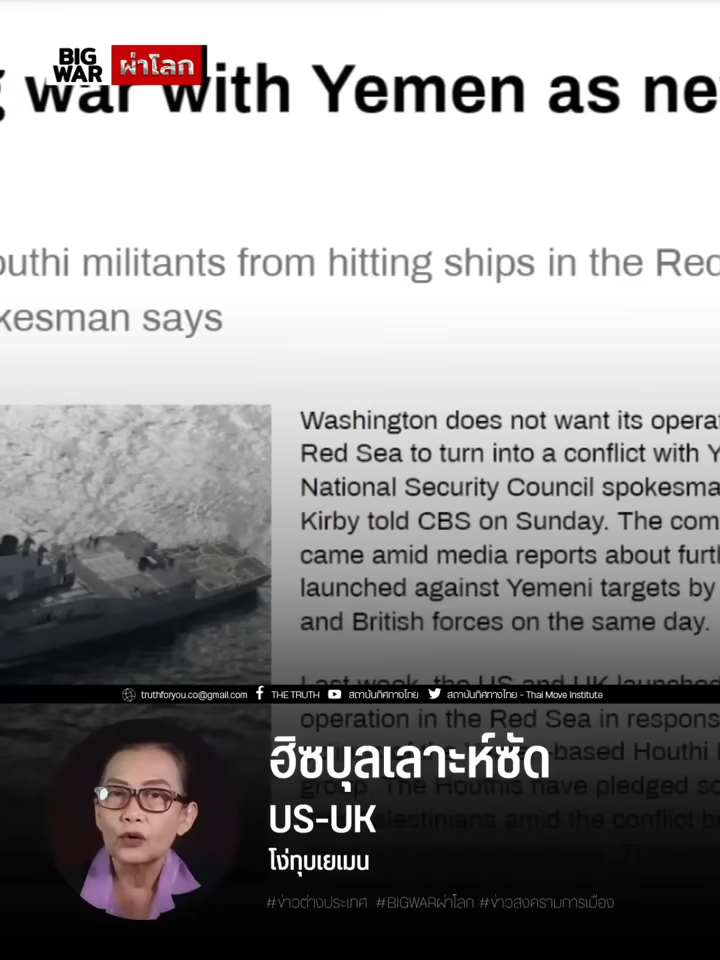 BIG
WAR
ผ่าโลก
war with Yemen as
outhi militants from hitting ships in the Red
kesman says
Washington does not want its opera
Red Sea to turn into a conflict with Y
National Security Council spokesma
Kirby told CBS on Sunday. The com
came amid media reports about furt
launched against Yemeni targets by
and British forces on the same day.
Last week, the US and UK launched
truthforyou.co@gmail.com THE TRUTH สถาบันทิศทางไทย สถาบันทิศทางไทย - Thai Move Institute
operation in the Red Sea in respons
-based Houthi
group. The Houthis have pledged
alestinians amid the conflict
ฮิซบุลเลาะห์ซัด
US-UK
โง่ทุบเยเมน
#ข่าวต่างประเทศ #BIGWARผ่าโลก #ข่าวสงครามการเมือง